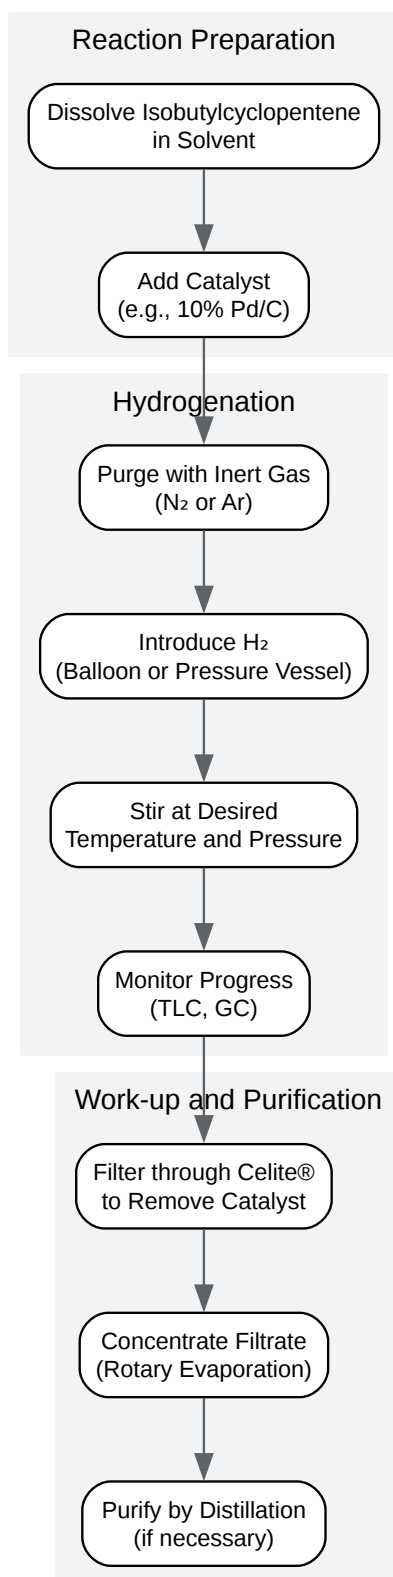 Reaction Preparation
Dissolve Isobutylcyclopentene
in Solvent
Add Catalyst
(e.g., 10% Pd/C)
Hydrogenation
Purge with Inert Gas
(N₂ or Ar)
Introduce H₂
(Balloon or Pressure Vessel)
Stir at Desired
Temperature and Pressure
Monitor Progress
(TLC, GC)
Work-up and Purification
Filter through Celite®
to Remove Catalyst
Concentrate Filtrate
(Rotary Evaporation)
Purify by Distillation
(if necessary)